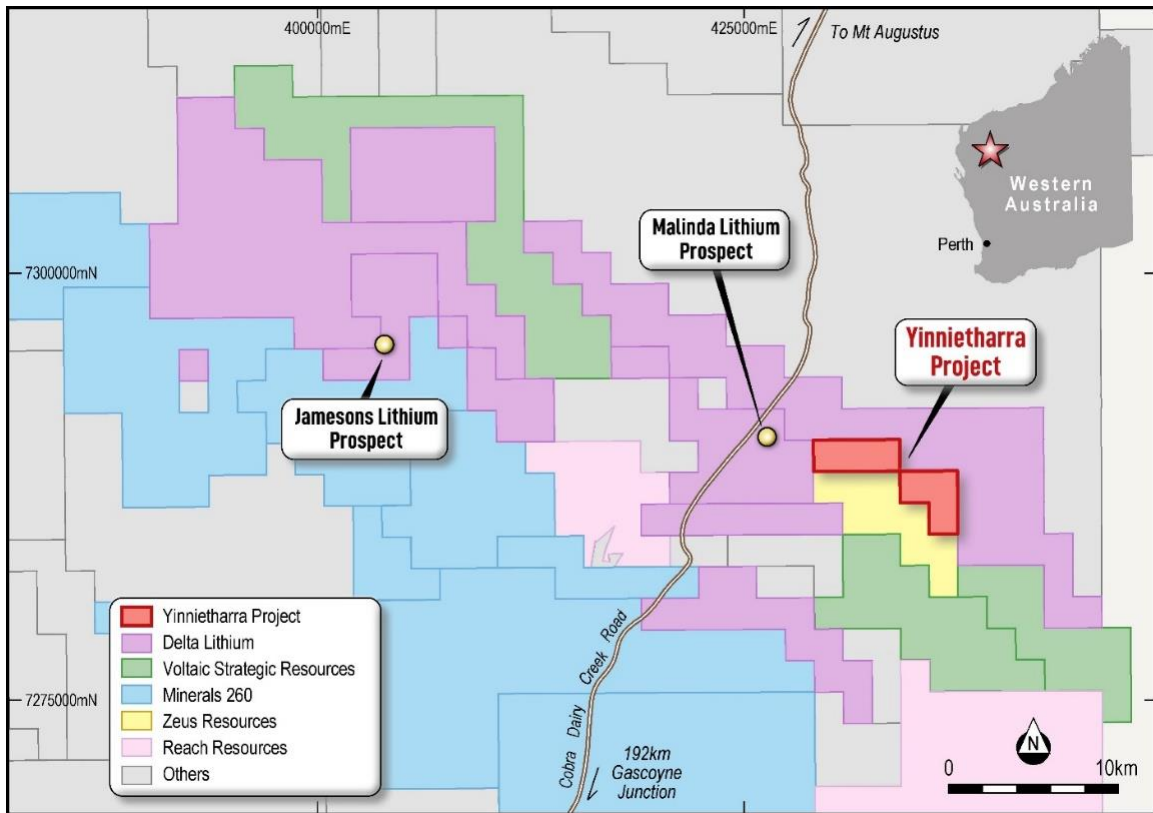 400000mE
425000mE
To Mt Augustus
Western
Australia
Perth
Malinda Lithium
Prospect
7300000mN
Yinnietharra
Project
Jamesons Lithium
Prospect
Yinnietharra Project
Delta Lithium
Voltaic Strategic Resources
Minerals 260
Zeus Resources
Reach Resources
Others
7275000mN
Cobra Dairy Creek Road
192km
Gascoyne
Junction
N
0 10km